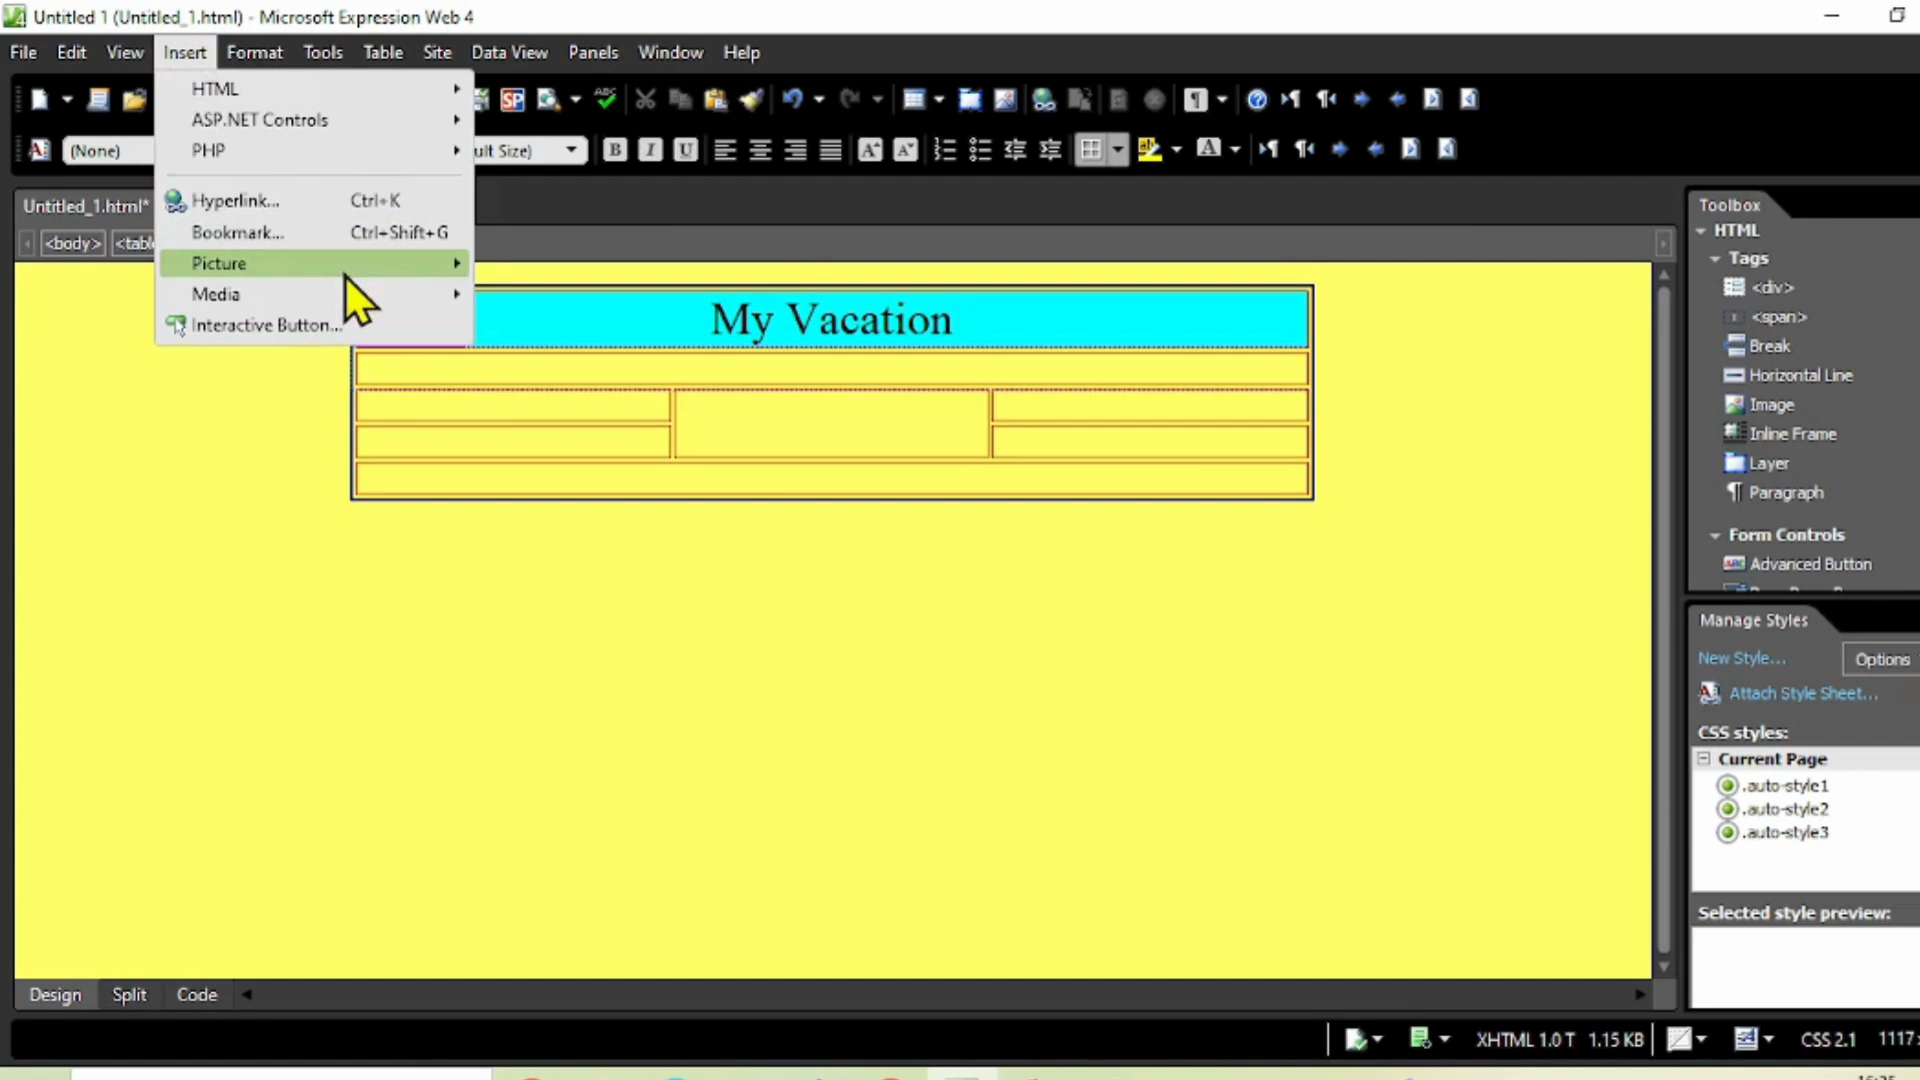 Untitled 1 (Untitled_1.html) - Microsoft Expression Web 4
File Edit View Insert Format Tools Table Site Data View Panels Window Help
HTML
ASP.NET Controls
PHP
Hyperlink... Ctrl+K
Bookmark... Ctrl+Shift+G
Picture
Media
Interactive Button...
(None)
ult Size)
Untitled_1.html*
<body> <tabl
My Vacation
Toolbox
HTML
Tags
<div>
<span>
Break
Horizontal Line
Image
Inline Frame
Layer
Paragraph
Form Controls
Advanced Button
Manage Styles
New Style... Options
Attach Style Sheet...
CSS styles:
Current Page
.auto-style1
.auto-style2
.auto-style3
Selected style preview:
Design Split Code
XHTML 1.0 T 1.15 KB CSS 2.1 1117